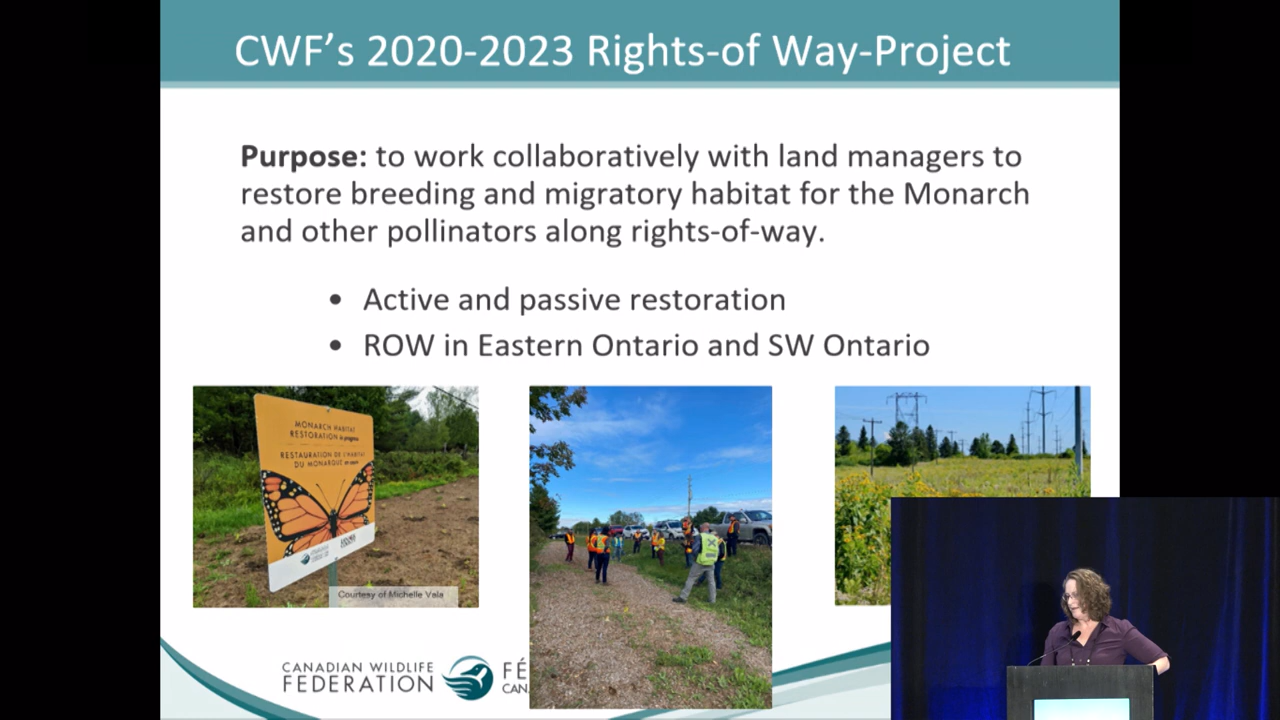 CWF’s 2020-2023 Rights-of Way-Project
Purpose: to work collaboratively with land managers to
restore breeding and migratory habitat for the Monarch
and other pollinators along rights-of-way.
• Active and passive restoration
• ROW in Eastern Ontario and SW Ontario
MONARCH HABITAT
RESTORATION in progress
RESTAURATION DE L'HABITAT
DU MONARQUE en cours
Courtesy of Michelle Vala
CANADIAN WILDLIFE
FEDERATION
FÉ
CAN